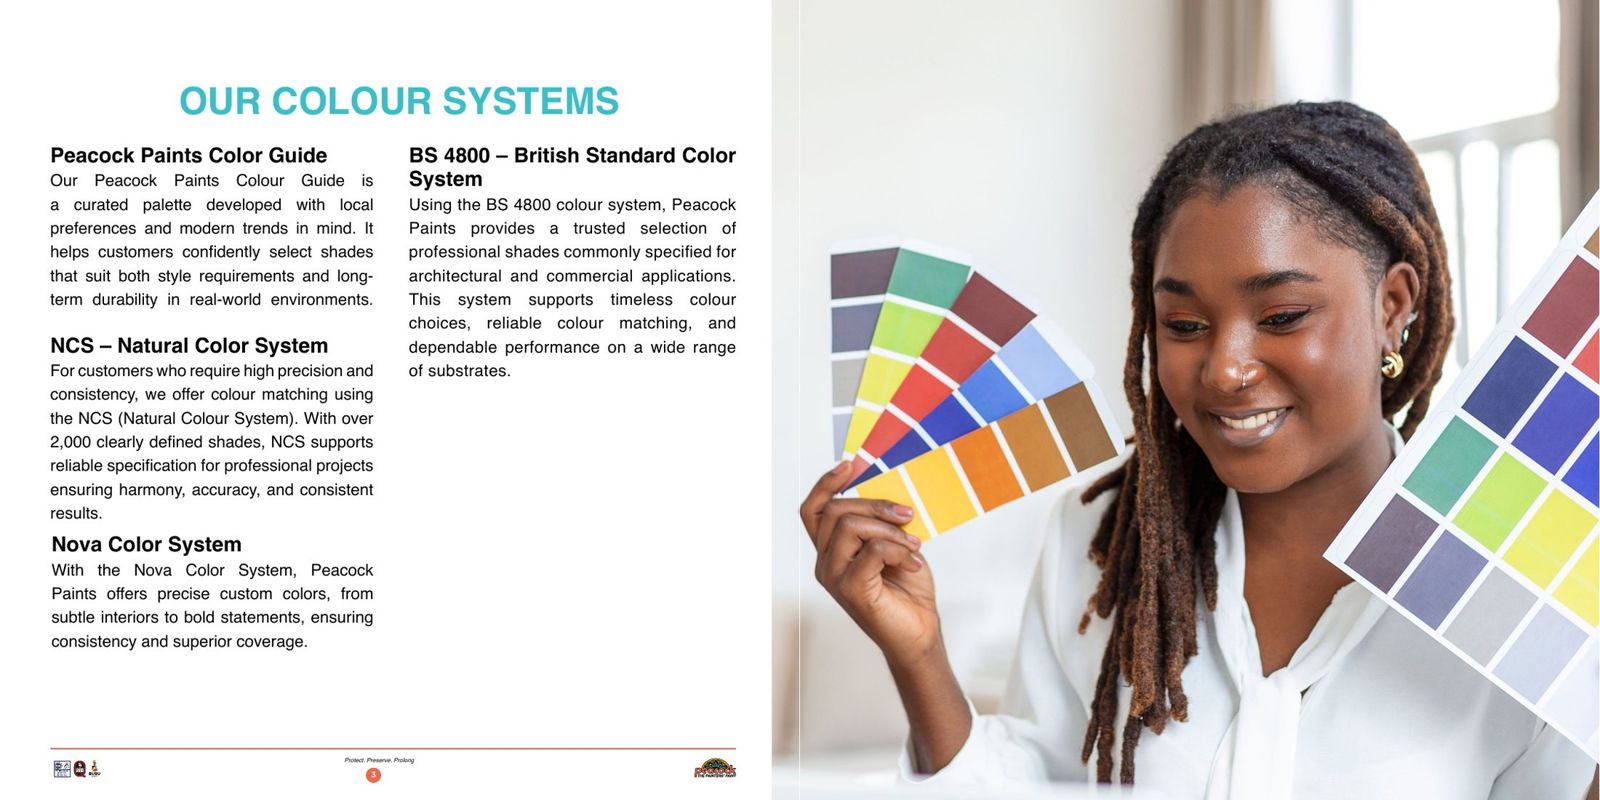 OUR COLOUR SYSTEMS
Peacock Paints Color Guide
Our Peacock Paints Colour Guide is
a curated palette developed with local
preferences and modern trends in mind. It
helps customers confidently select shades
that suit both style requirements and long-
term durability in real-world environments.
NCS – Natural Color System
For customers who require high precision and
consistency, we offer colour matching using
the NCS (Natural Colour System). With over
2,000 clearly defined shades, NCS supports
reliable specification for professional projects
ensuring harmony, accuracy, and consistent
results.
Nova Color System
With the Nova Color System, Peacock
Paints offers precise custom colors, from
subtle interiors to bold statements, ensuring
consistency and superior coverage.
BS 4800 – British Standard Color
System
Using the BS 4800 colour system, Peacock
Paints provides a trusted selection of
professional shades commonly specified for
architectural and commercial applications.
This system supports timeless colour
choices, reliable colour matching, and
dependable performance on a wide range
of substrates.
Protect. Preserve. Prolong
3
Peacock